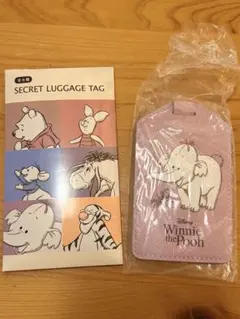 SECRET LUGGAGE TAG
Disney
Winnie
the Pooh